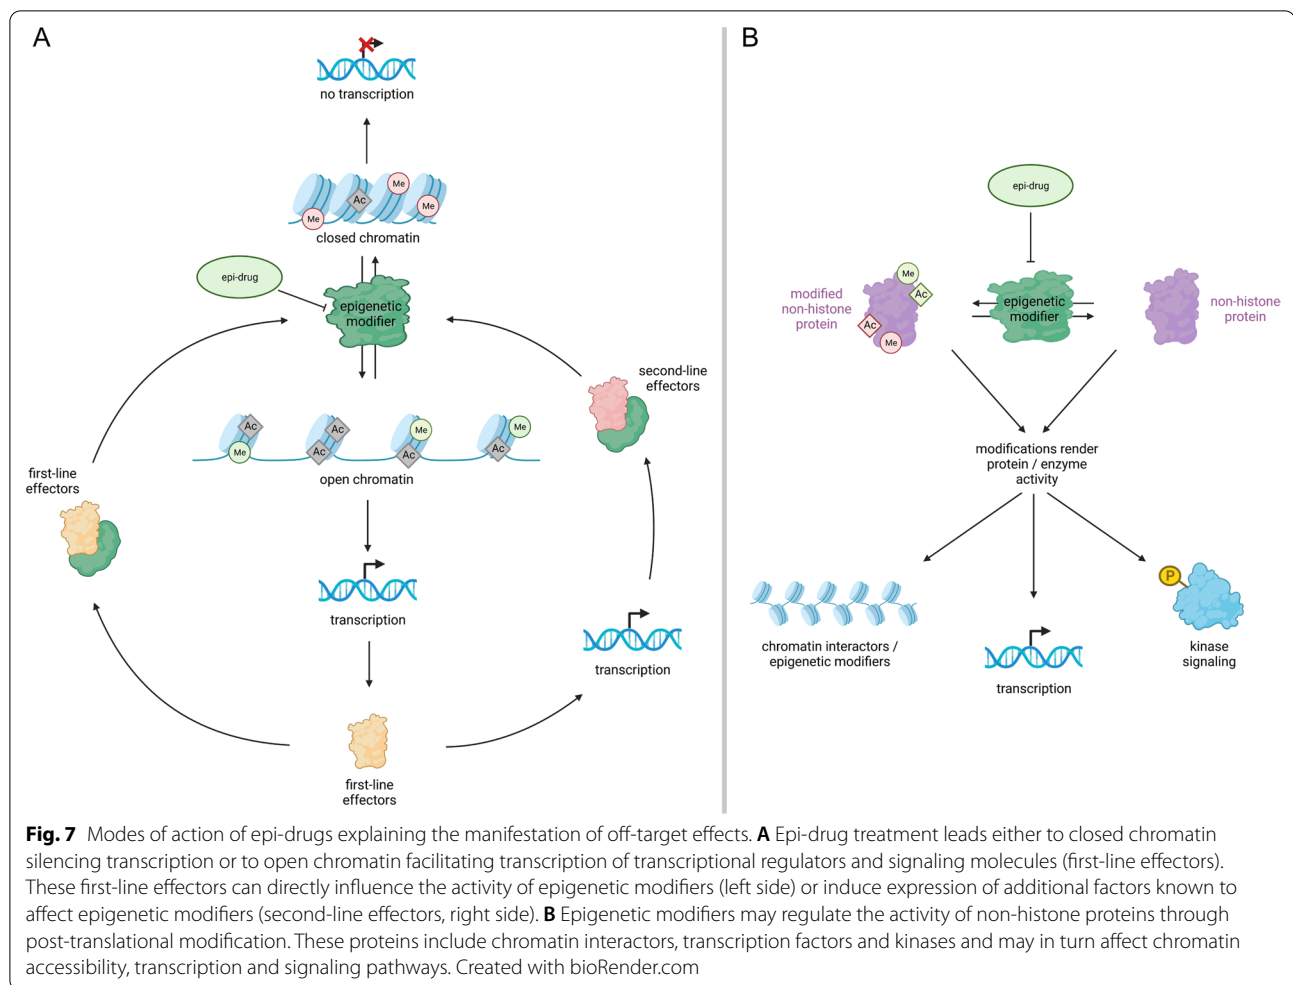 A
no transcription
Me
Ac
Me
Me
closed chromatin
epi-drug
epigenetic
modifier
second-line
effectors
Ac
Me
Ac
Ac
Me
Ac
Me
Ac
open chromatin
first-line
effectors
transcription
transcription
first-line
effectors
B
epi-drug
modified
non-histone
protein
Me
Ac
Ac
Me
epigenetic
modifier
non-histone
protein
modifications render
protein / enzyme
activity
chromatin interactors /
epigenetic modifiers
transcription
P
kinase
signaling
Fig. 7 Modes of action of epi-drugs explaining the manifestation of off-target effects. A Epi-drug treatment leads either to closed chromatin
silencing transcription or to open chromatin facilitating transcription of transcriptional regulators and signaling molecules (first-line effectors).
These first-line effectors can directly influence the activity of epigenetic modifiers (left side) or induce expression of additional factors known to
affect epigenetic modifiers (second-line effectors, right side). B Epigenetic modifiers may regulate the activity of non-histone proteins through
post-translational modification. These proteins include chromatin interactors, transcription factors and kinases and may in turn affect chromatin
accessibility, transcription and signaling pathways. Created with bioRender.com